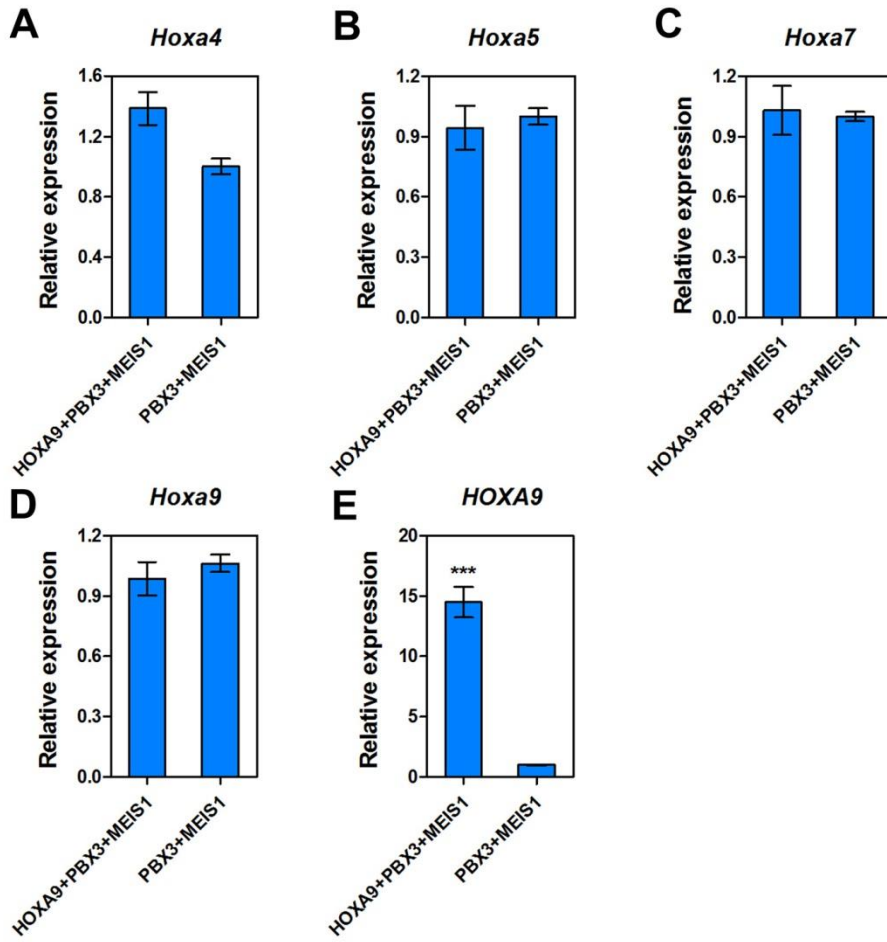 A
Hoxa4
Relative expression
1.6
1.2
0.8
0.4
0.0
HOXA9+PBX3+MEIS1
PBX3+MEIS1
B
Hoxa5
Relative expression
1.2
0.9
0.6
0.3
0.0
HOXA9+PBX3+MEIS1
PBX3+MEIS1
C
Hoxa7
Relative expression
1.2
0.9
0.6
0.3
0.0
HOXA9+PBX3+MEIS1
PBX3+MEIS1
D
Hoxa9
Relative expression
1.2
0.9
0.6
0.3
0.0
HOXA9+PBX3+MEIS1
PBX3+MEIS1
E
HOXA9
Relative expression
20
15
10
5
0
***
HOXA9+PBX3+MEIS1
PBX3+MEIS1